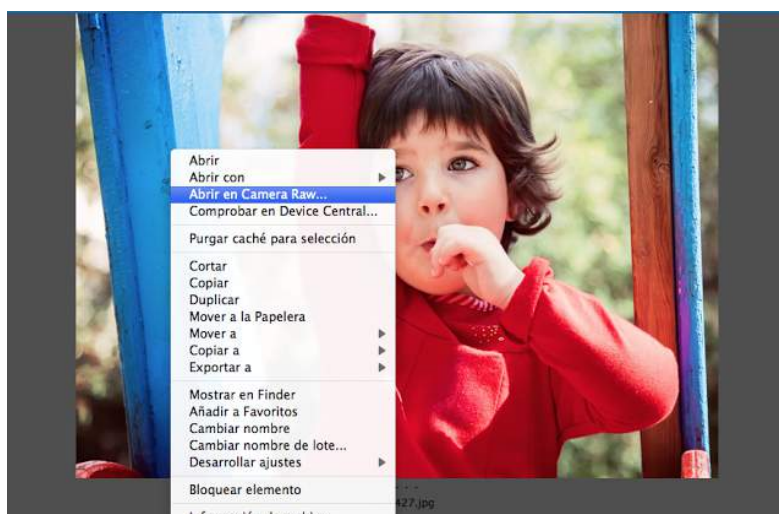 Abrir
Abrir con
Abrir en Camera Raw...
Comprobar en Device Central...
Purgar caché para selección
Cortar
Copiar
Duplicar
Mover a la Papelera
Mover a
Copiar a
Exportar a
Mostrar en Finder
Añadir a Favoritos
Cambiar nombre
Cambiar nombre de lote...
Desarrollar ajustes
Bloquear elemento
427.jpg